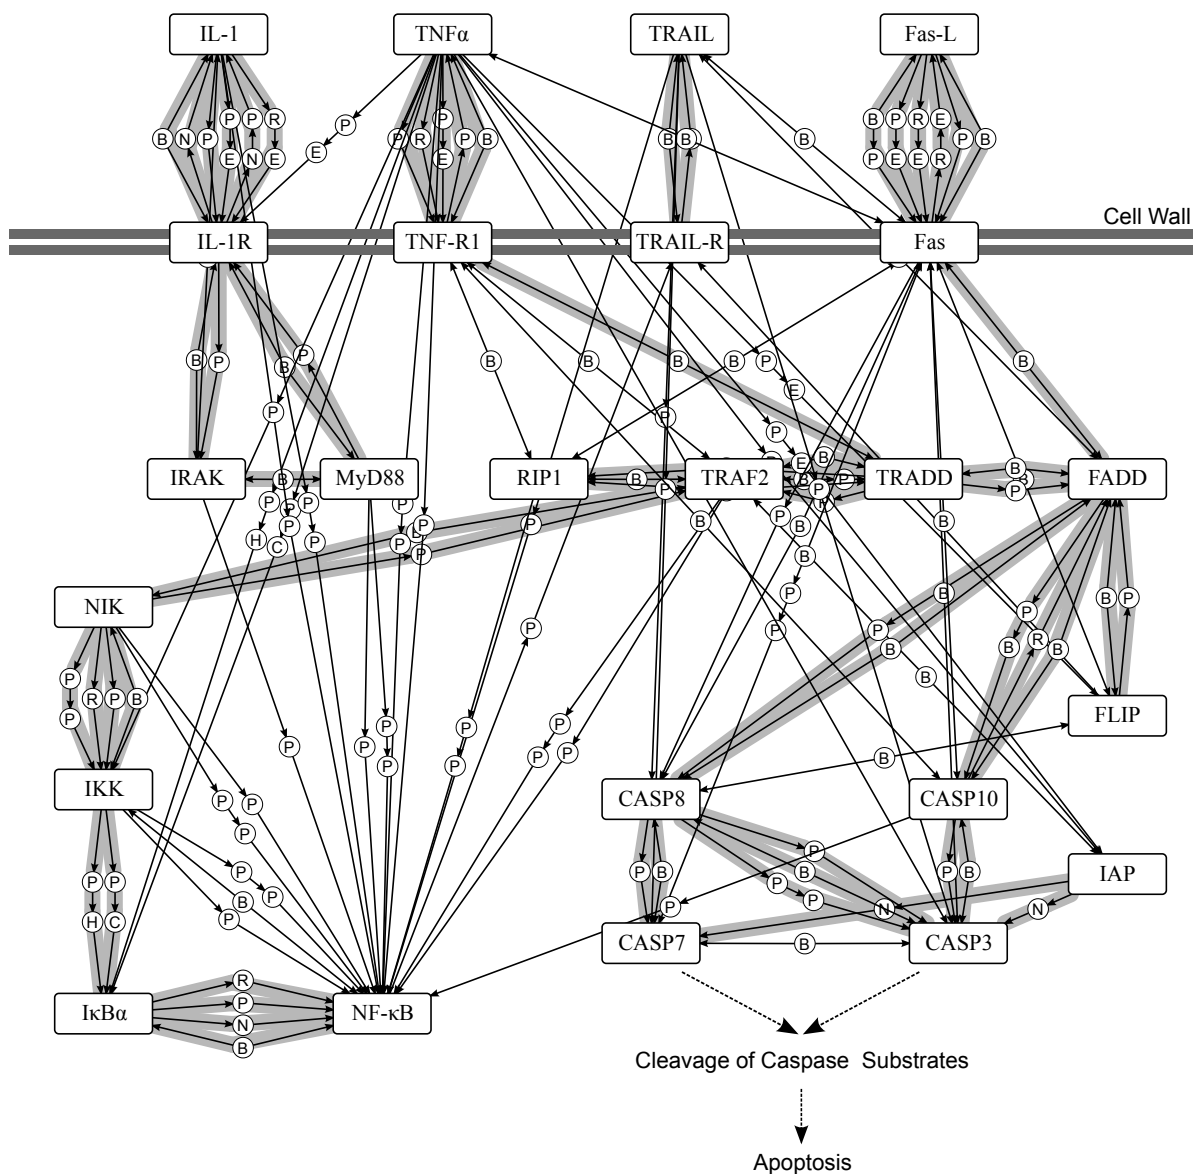 IL-1 TNFα TRAIL Fas-L
P P R B P R E
P P B B
B N P R P B B B B P B
E
E N E E P E E R
Cell Wall
IL-1R TNF-R1 TRAIL-R Fas
B P P B B B B P B
B E
P
P P
IRAK B MyD88 RIP1 B TRAF2 TRADD FADD
P P P P P P B P
H C P P B B
NIK B P
P R P B P P B B R B
P FLIP
P P P P P B
IKK CASP8 CASP10
P P P P B P IAP
H C P P B P B
P N N
IκBα R NF-κB CASP7 B CASP3
P
N
B
Cleavage of Caspase Substrates
Apoptosis